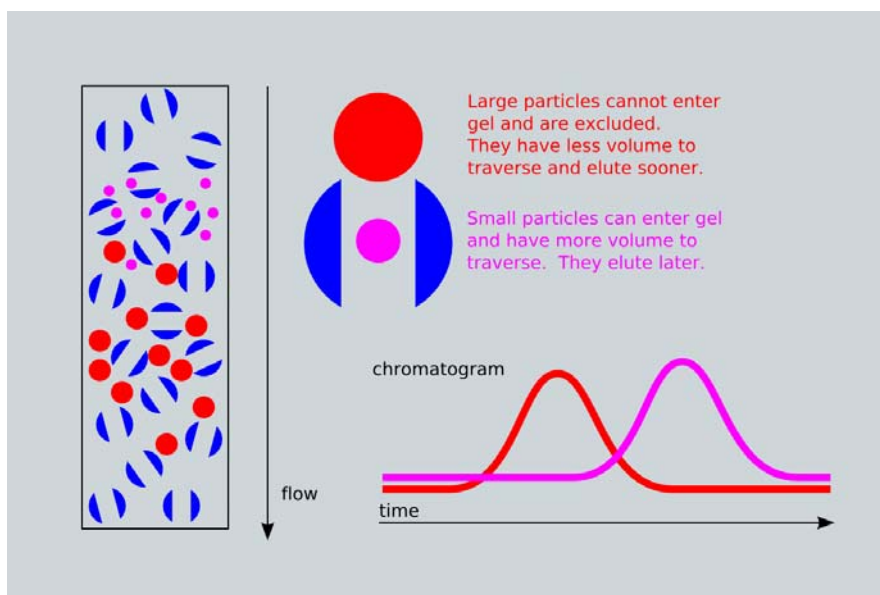 Large particles cannot enter
gel and are excluded.
They have less volume to
traverse and elute sooner.
Small particles can enter gel
and have more volume to
traverse.  They elute later.
chromatogram
flow
time